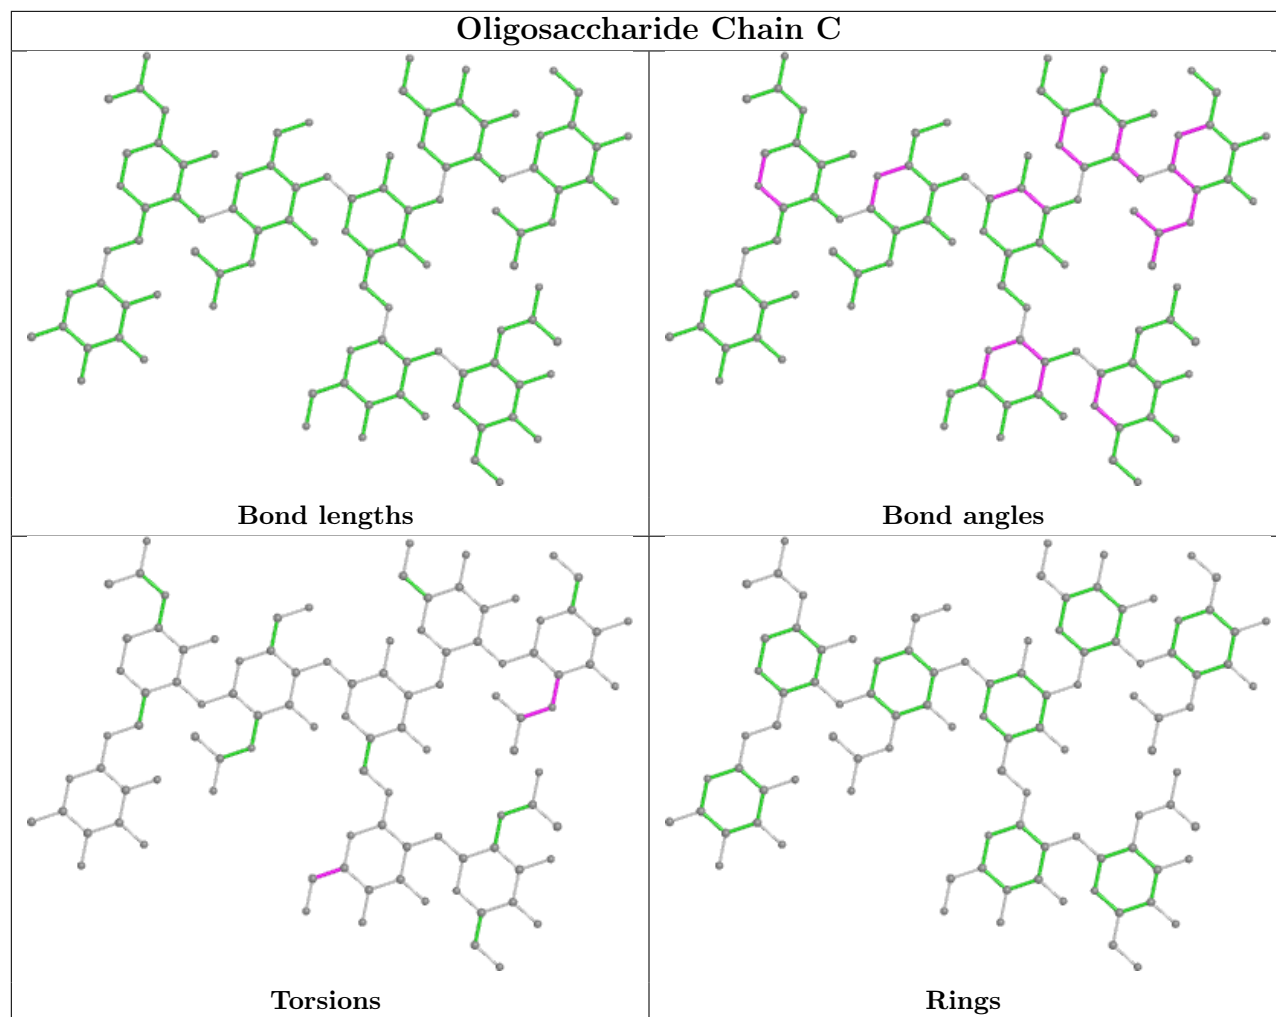 Oligosaccharide Chain C
Bond lengths
Bond angles
Torsions
Rings